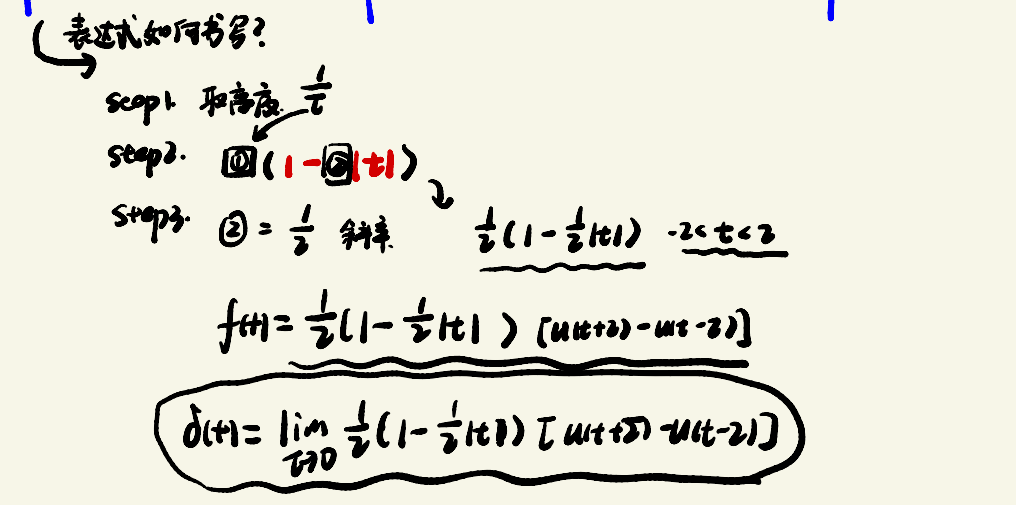 表达式如何书写?
step1. 取高度 1/τ
step2. ①(1-②|t|)
step3. ② = 1/2 斜率 1/2(1-1/2|t|) -2<t<2
f(t)= 1/2(1-1/2|t|) [u(t+2)-u(t-2)]
δ(t)= lim τ→0 1/2(1-1/2|t|) [u(t+2)-u(t-2)]